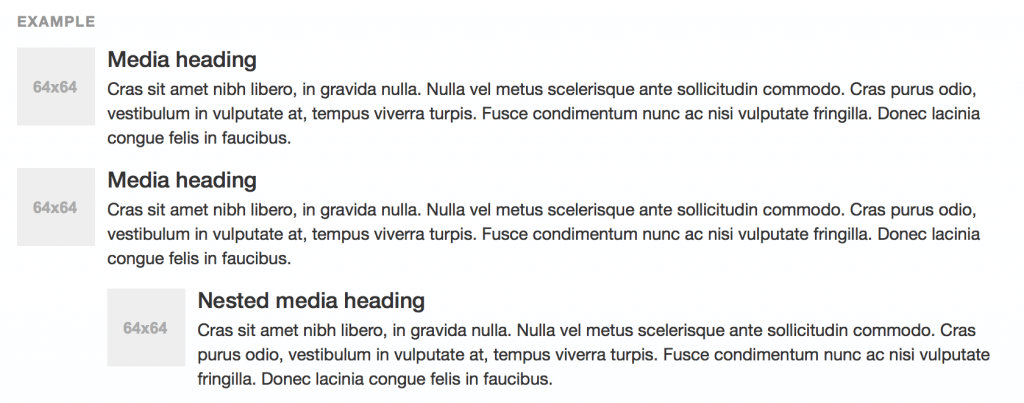 EXAMPLE
64x64
Media heading
Cras sit amet nibh libero, in gravida nulla. Nulla vel metus scelerisque ante sollicitudin commodo. Cras purus odio,
vestibulum in vulputate at, tempus viverra turpis. Fusce condimentum nunc ac nisi vulputate fringilla. Donec lacinia
congue felis in faucibus.
64x64
Media heading
Cras sit amet nibh libero, in gravida nulla. Nulla vel metus scelerisque ante sollicitudin commodo. Cras purus odio,
vestibulum in vulputate at, tempus viverra turpis. Fusce condimentum nunc ac nisi vulputate fringilla. Donec lacinia
congue felis in faucibus.
64x64
Nested media heading
Cras sit amet nibh libero, in gravida nulla. Nulla vel metus scelerisque ante sollicitudin commodo. Cras
purus odio, vestibulum in vulputate at, tempus viverra turpis. Fusce condimentum nunc ac nisi vulputate
fringilla. Donec lacinia congue felis in faucibus.